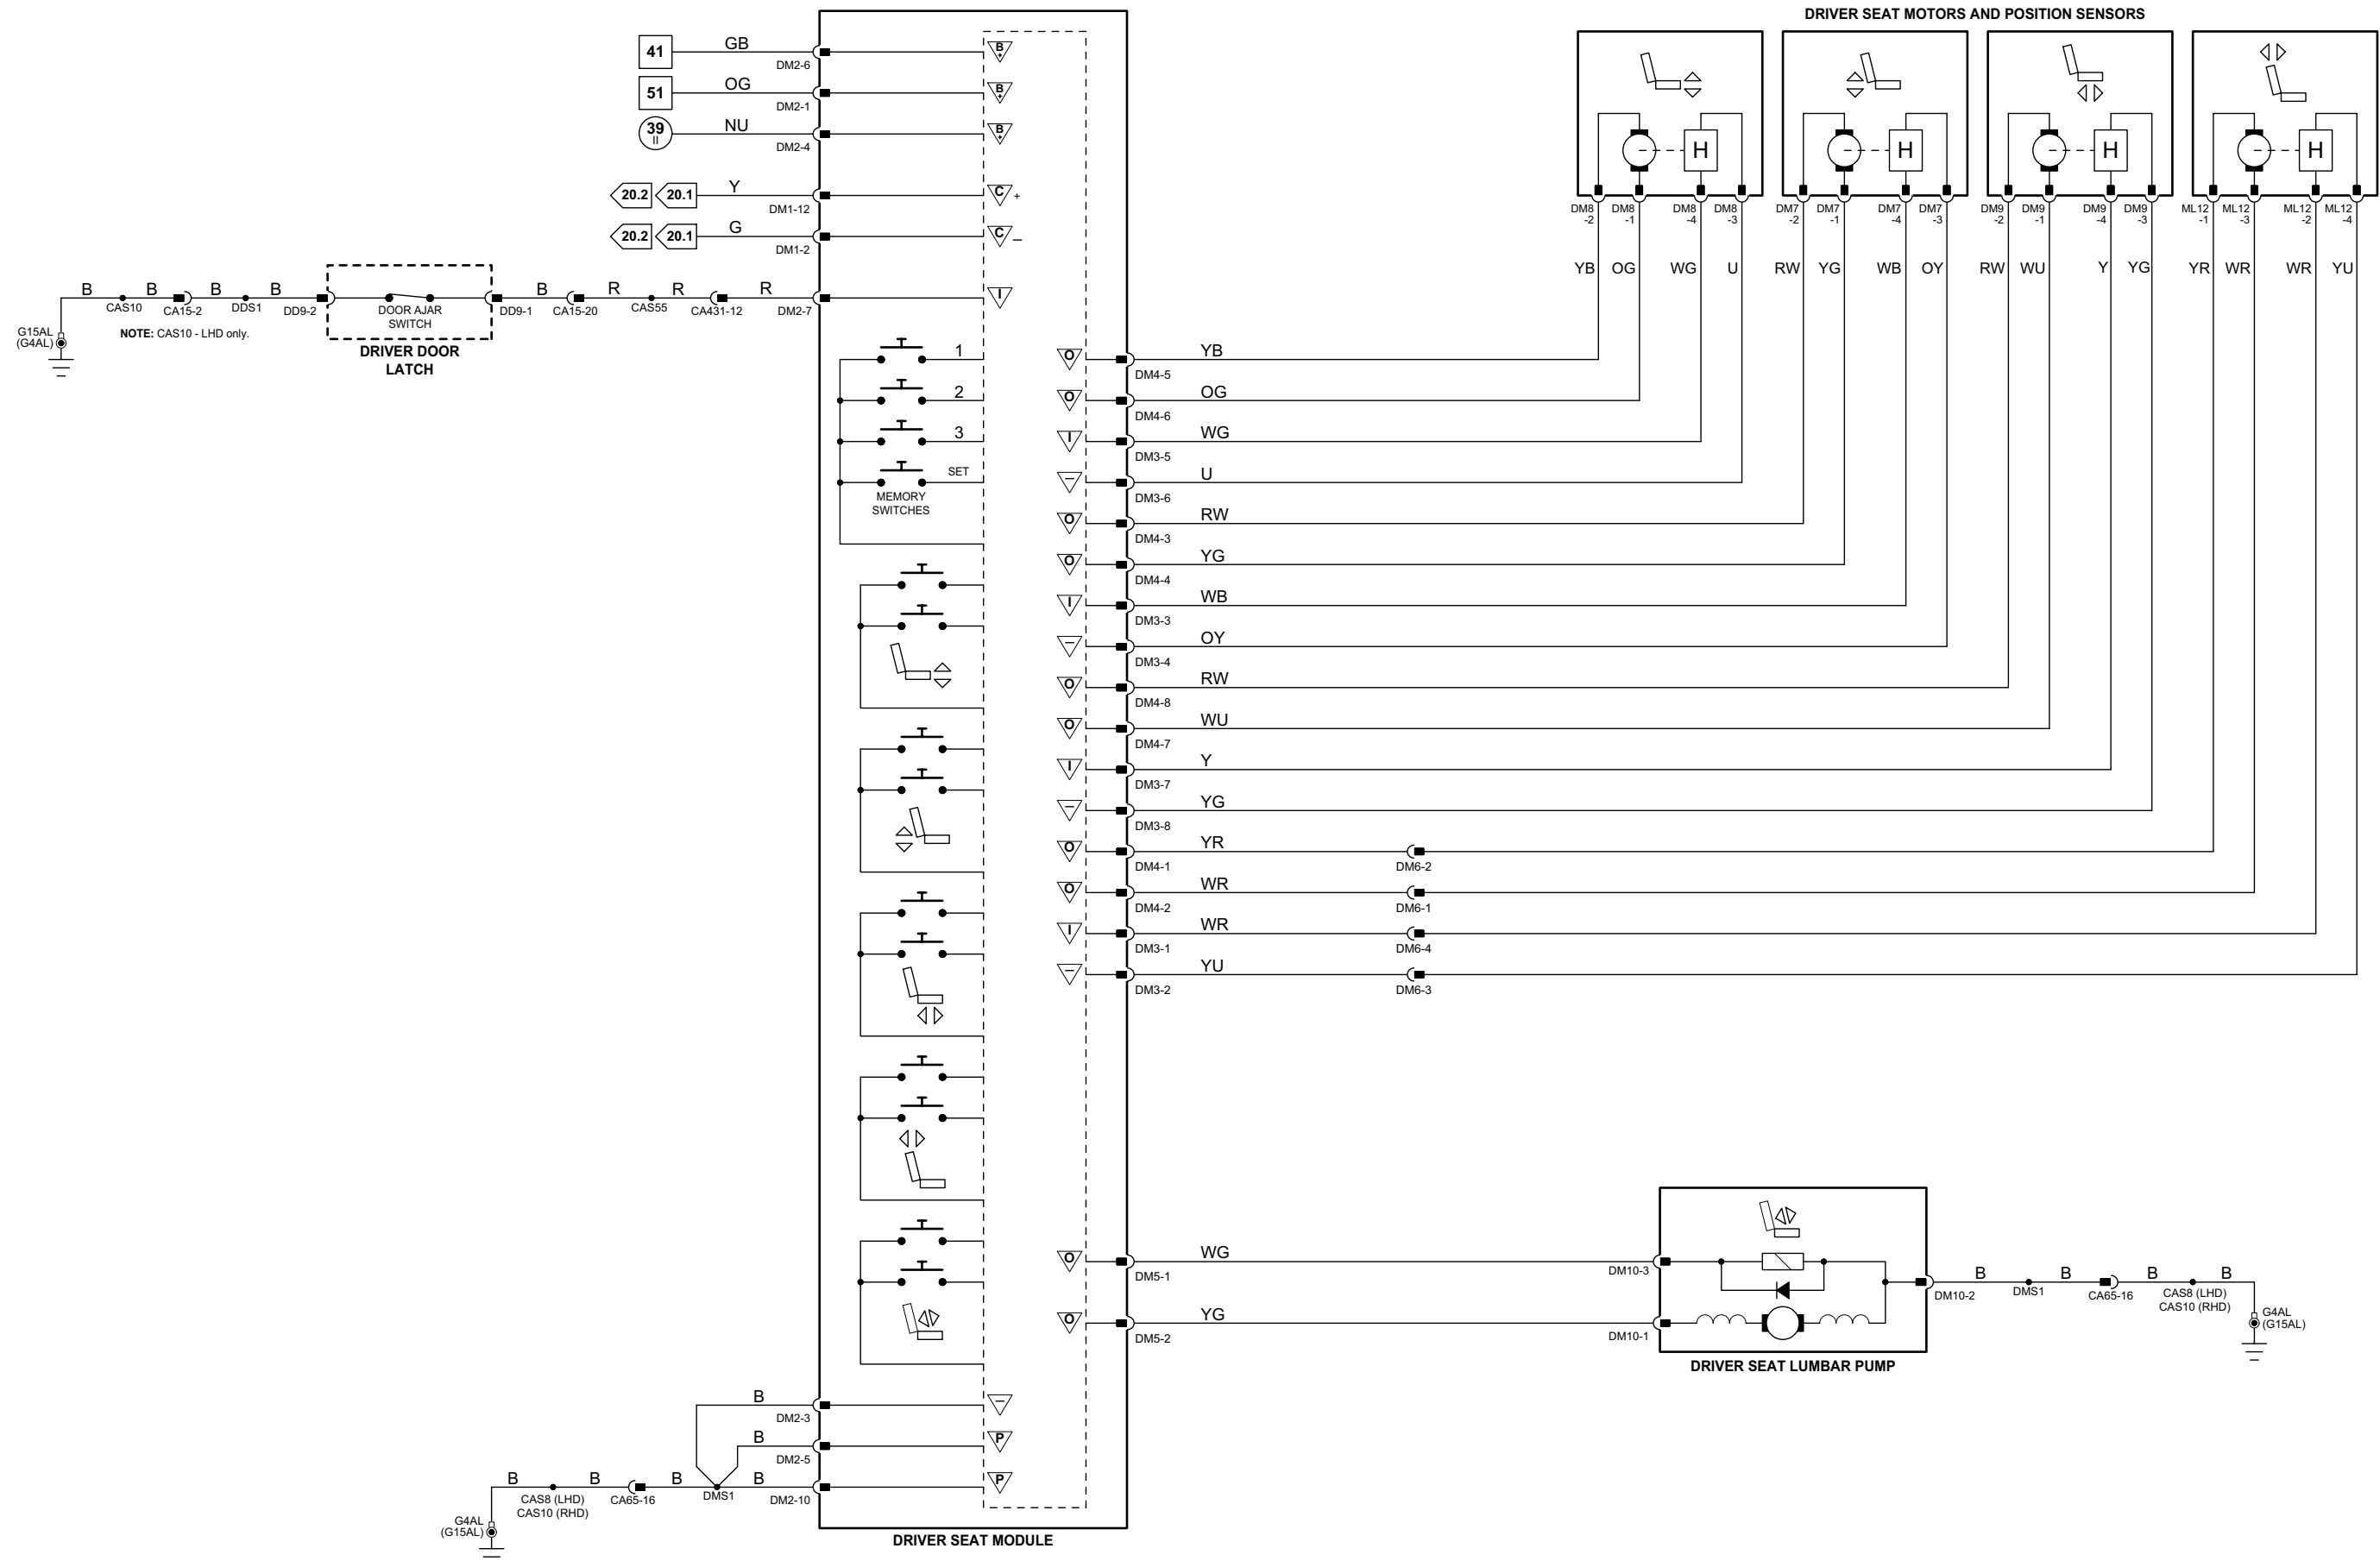 DRIVER SEAT MOTORS AND POSITION SENSORS
41 GB DM2-6 B+
51 OG DM2-1 B+
39 II NU DM2-4 B+
20.2 20.1 Y DM1-12 C +
20.2 20.1 G DM1-2 C –
H H H H
DM8 -2 DM8 -1 DM8 -4 DM8 -3 DM7 -2 DM7 -1 DM7 -4 DM7 -3 DM9 -2 DM9 -1 DM9 -4 DM9 -3 ML12 -1 ML12 -3 ML12 -2 ML12 -4
YB OG WG U RW YG WB OY RW WU Y YG YR WR WR YU
B B B B B R R R I
CAS10 CA15-2 DDS1 DD9-2 DD9-1 CA15-20 CAS55 CA431-12 DM2-7
DOOR AJAR
SWITCH
G15AL
(G4AL)
NOTE: CAS10 - LHD only.
DRIVER DOOR
LATCH
1
2
3
SET
MEMORY
SWITCHES
O YB
DM4-5
O OG
DM4-6
I WG
DM3-5
– U
DM3-6
O RW
DM4-3
O YG
DM4-4
I WB
DM3-3
– OY
DM3-4
O RW
DM4-8
O WU
DM4-7
I Y
DM3-7
– YG
DM3-8
O YR
DM4-1 DM6-2
O WR
DM4-2 DM6-1
I WR
DM3-1 DM6-4
– YU
DM3-2 DM6-3
O WG
DM5-1 DM10-3
O YG
DM5-2 DM10-1
B B B B
DM10-2 DMS1 CA65-16 CAS8 (LHD)
CAS10 (RHD)
G4AL
(G15AL)
DRIVER SEAT LUMBAR PUMP
B –
DM2-3
B P
DM2-5
B B B B P
CAS8 (LHD)
CAS10 (RHD)
CA65-16 DMS1 DM2-10
G4AL
(G15AL)
DRIVER SEAT MODULE